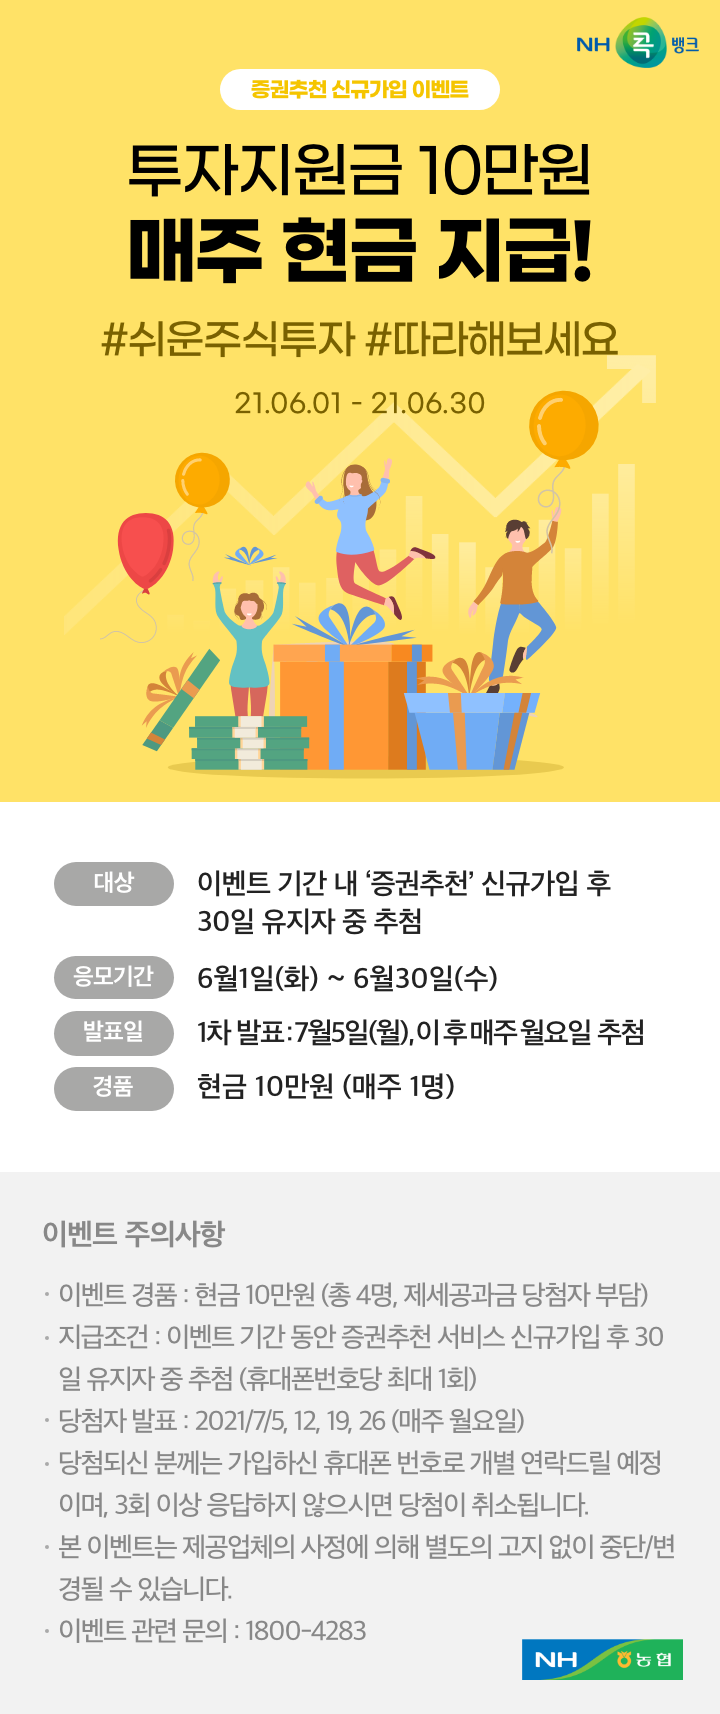 NH 콕 뱅크
증권추천 신규가입 이벤트
투자지원금 10만원
매주 현금 지급!
#쉬운주식투자 #따라해보세요
21.06.01 - 21.06.30
대상
이벤트 기간 내 ‘증권추천’ 신규가입 후
30일 유지자 중 추첨
응모기간
6월1일(화) ~ 6월30일(수)
발표일
1차 발표:7월5일(월),이 후 매주 월요일 추첨
경품
현금 10만원 (매주 1명)
이벤트 주의사항
· 이벤트 경품 : 현금 10만원 (총 4명, 제세공과금 당첨자 부담)
· 지급조건 : 이벤트 기간 동안 증권추천 서비스 신규가입 후 30
일 유지자 중 추첨 (휴대폰번호당 최대 1회)
· 당첨자 발표 : 2021/7/5, 12, 19, 26 (매주 월요일)
· 당첨되신 분께는 가입하신 휴대폰 번호로 개별 연락드릴 예정
이며, 3회 이상 응답하지 않으시면 당첨이 취소됩니다.
· 본 이벤트는 제공업체의 사정에 의해 별도의 고지 없이 중단/변
경될 수 있습니다.
· 이벤트 관련 문의 : 1800-4283
NH 농협